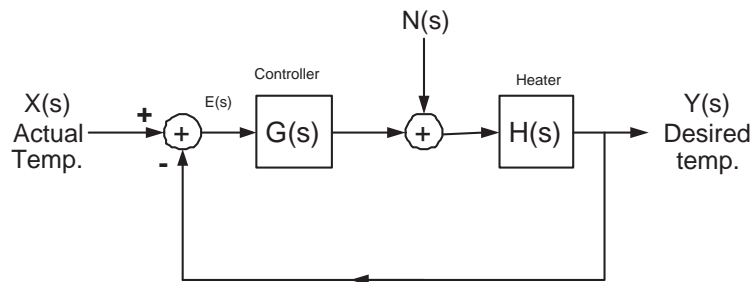 N(s)
Controller
Heater
X(s)
Actual
Temp.
+
-
+
E(s)
G(s)
+
H(s)
Y(s)
Desired
temp.